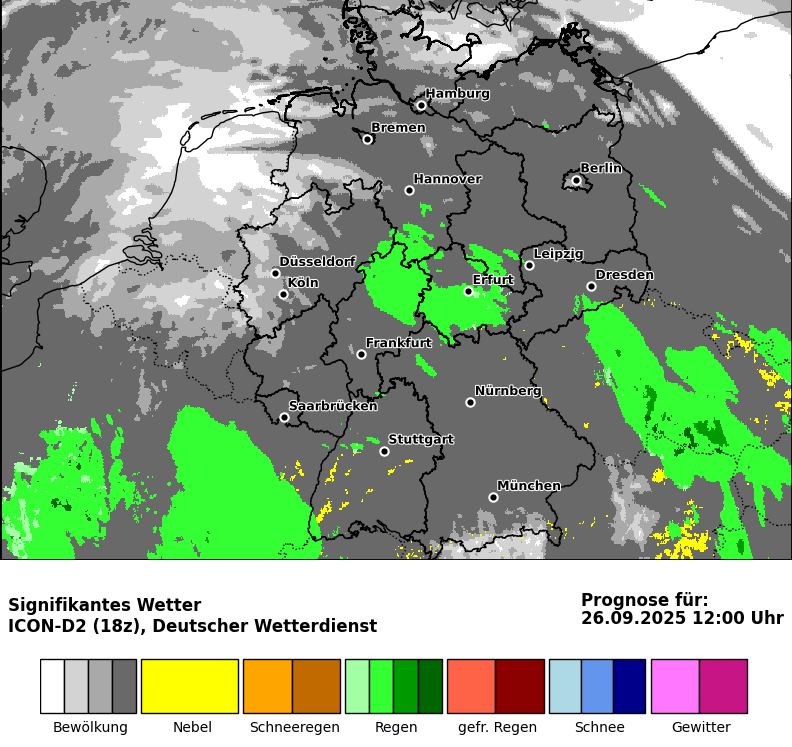 Hamburg
Bremen
Berlin
Hannover
Leipzig
Düsseldorf
Dresden
Köln
Erfurt
Frankfurt
Nürnberg
Saarbrücken
Stuttgart
München
Signifikantes Wetter
ICON-D2 (18z), Deutscher Wetterdienst
Prognose für:
26.09.2025 12:00 Uhr
Bewölkung
Nebel
Schneeregen
Regen
gefr. Regen
Schnee
Gewitter